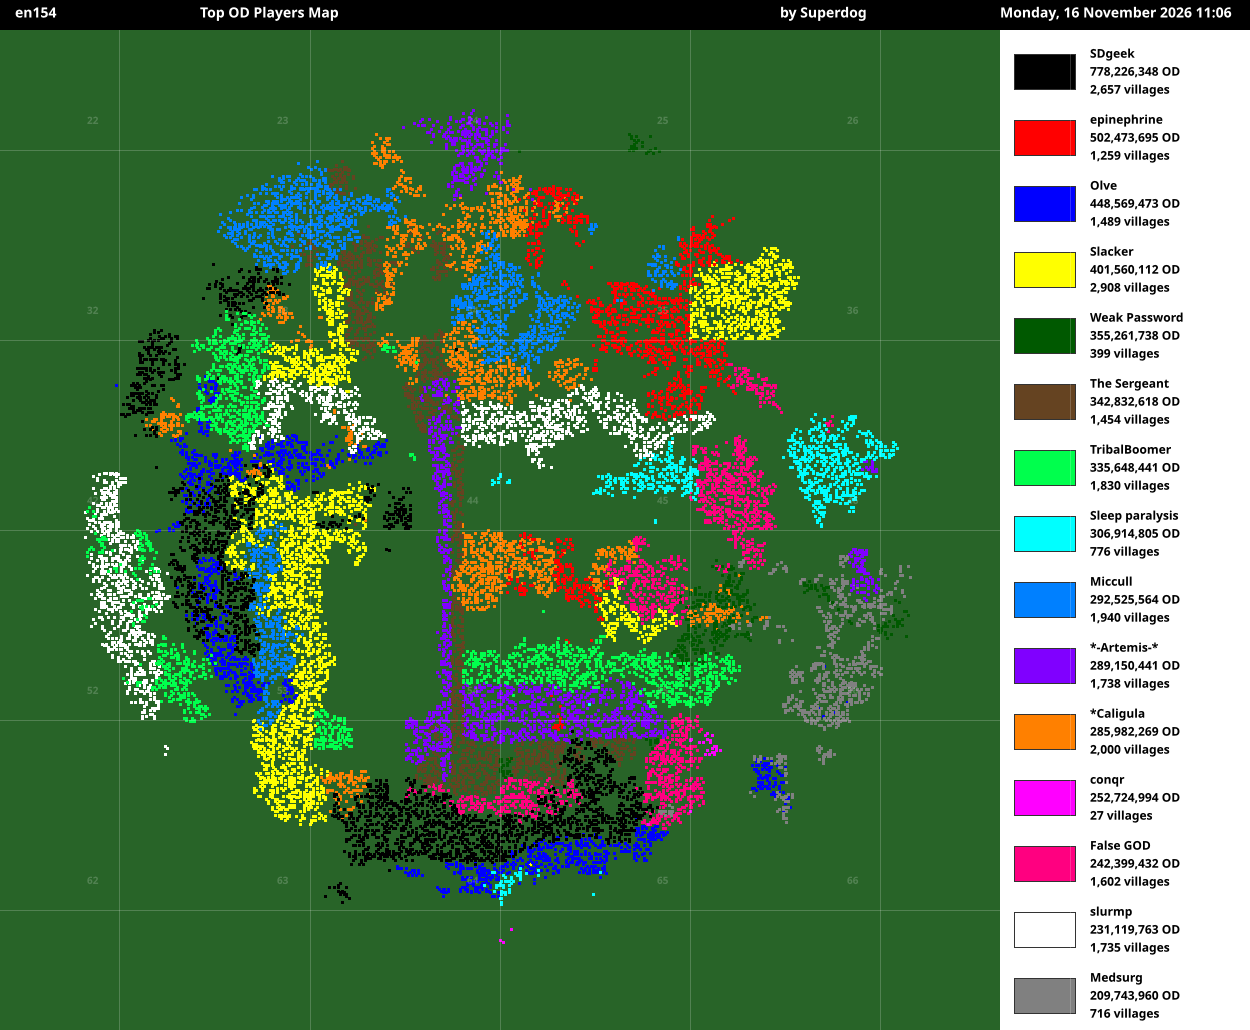 en154 Top OD Players Map by Superdog Monday, 16 November 2026 11:06
SDgeek
778,226,348 OD
2,657 villages
epinephrine
502,473,695 OD
1,259 villages
Olve
448,569,473 OD
1,489 villages
Slacker
401,560,112 OD
2,908 villages
Weak Password
355,261,738 OD
399 villages
The Sergeant
342,832,618 OD
1,454 villages
TribalBoomer
335,648,441 OD
1,830 villages
Sleep paralysis
306,914,805 OD
776 villages
Miccull
292,525,564 OD
1,940 villages
*-Artemis-*
289,150,441 OD
1,738 villages
*Caligula
285,982,269 OD
2,000 villages
conqr
252,724,994 OD
27 villages
False GOD
242,399,432 OD
1,602 villages
slurmp
231,119,763 OD
1,735 villages
Medsurg
209,743,960 OD
716 villages
22 23 24 25 26
32 35 36
44 45
52
62 63 65 66